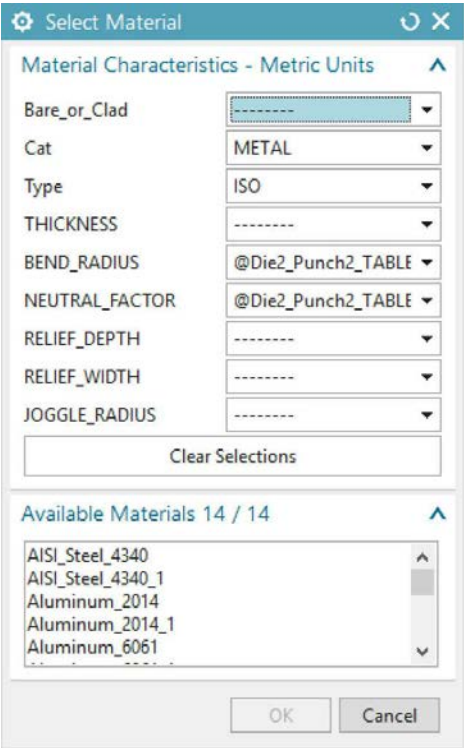 Select Material
Material Characteristics - Metric Units
Bare_or_Clad --------
Cat METAL
Type ISO
THICKNESS --------
BEND_RADIUS @Die2_Punch2_TABLE
NEUTRAL_FACTOR @Die2_Punch2_TABLE
RELIEF_DEPTH --------
RELIEF_WIDTH --------
JOGGLE_RADIUS --------
Clear Selections
Available Materials 14 / 14
AISI_Steel_4340
AISI_Steel_4340_1
Aluminum_2014
Aluminum_2014_1
Aluminum_6061
OK Cancel